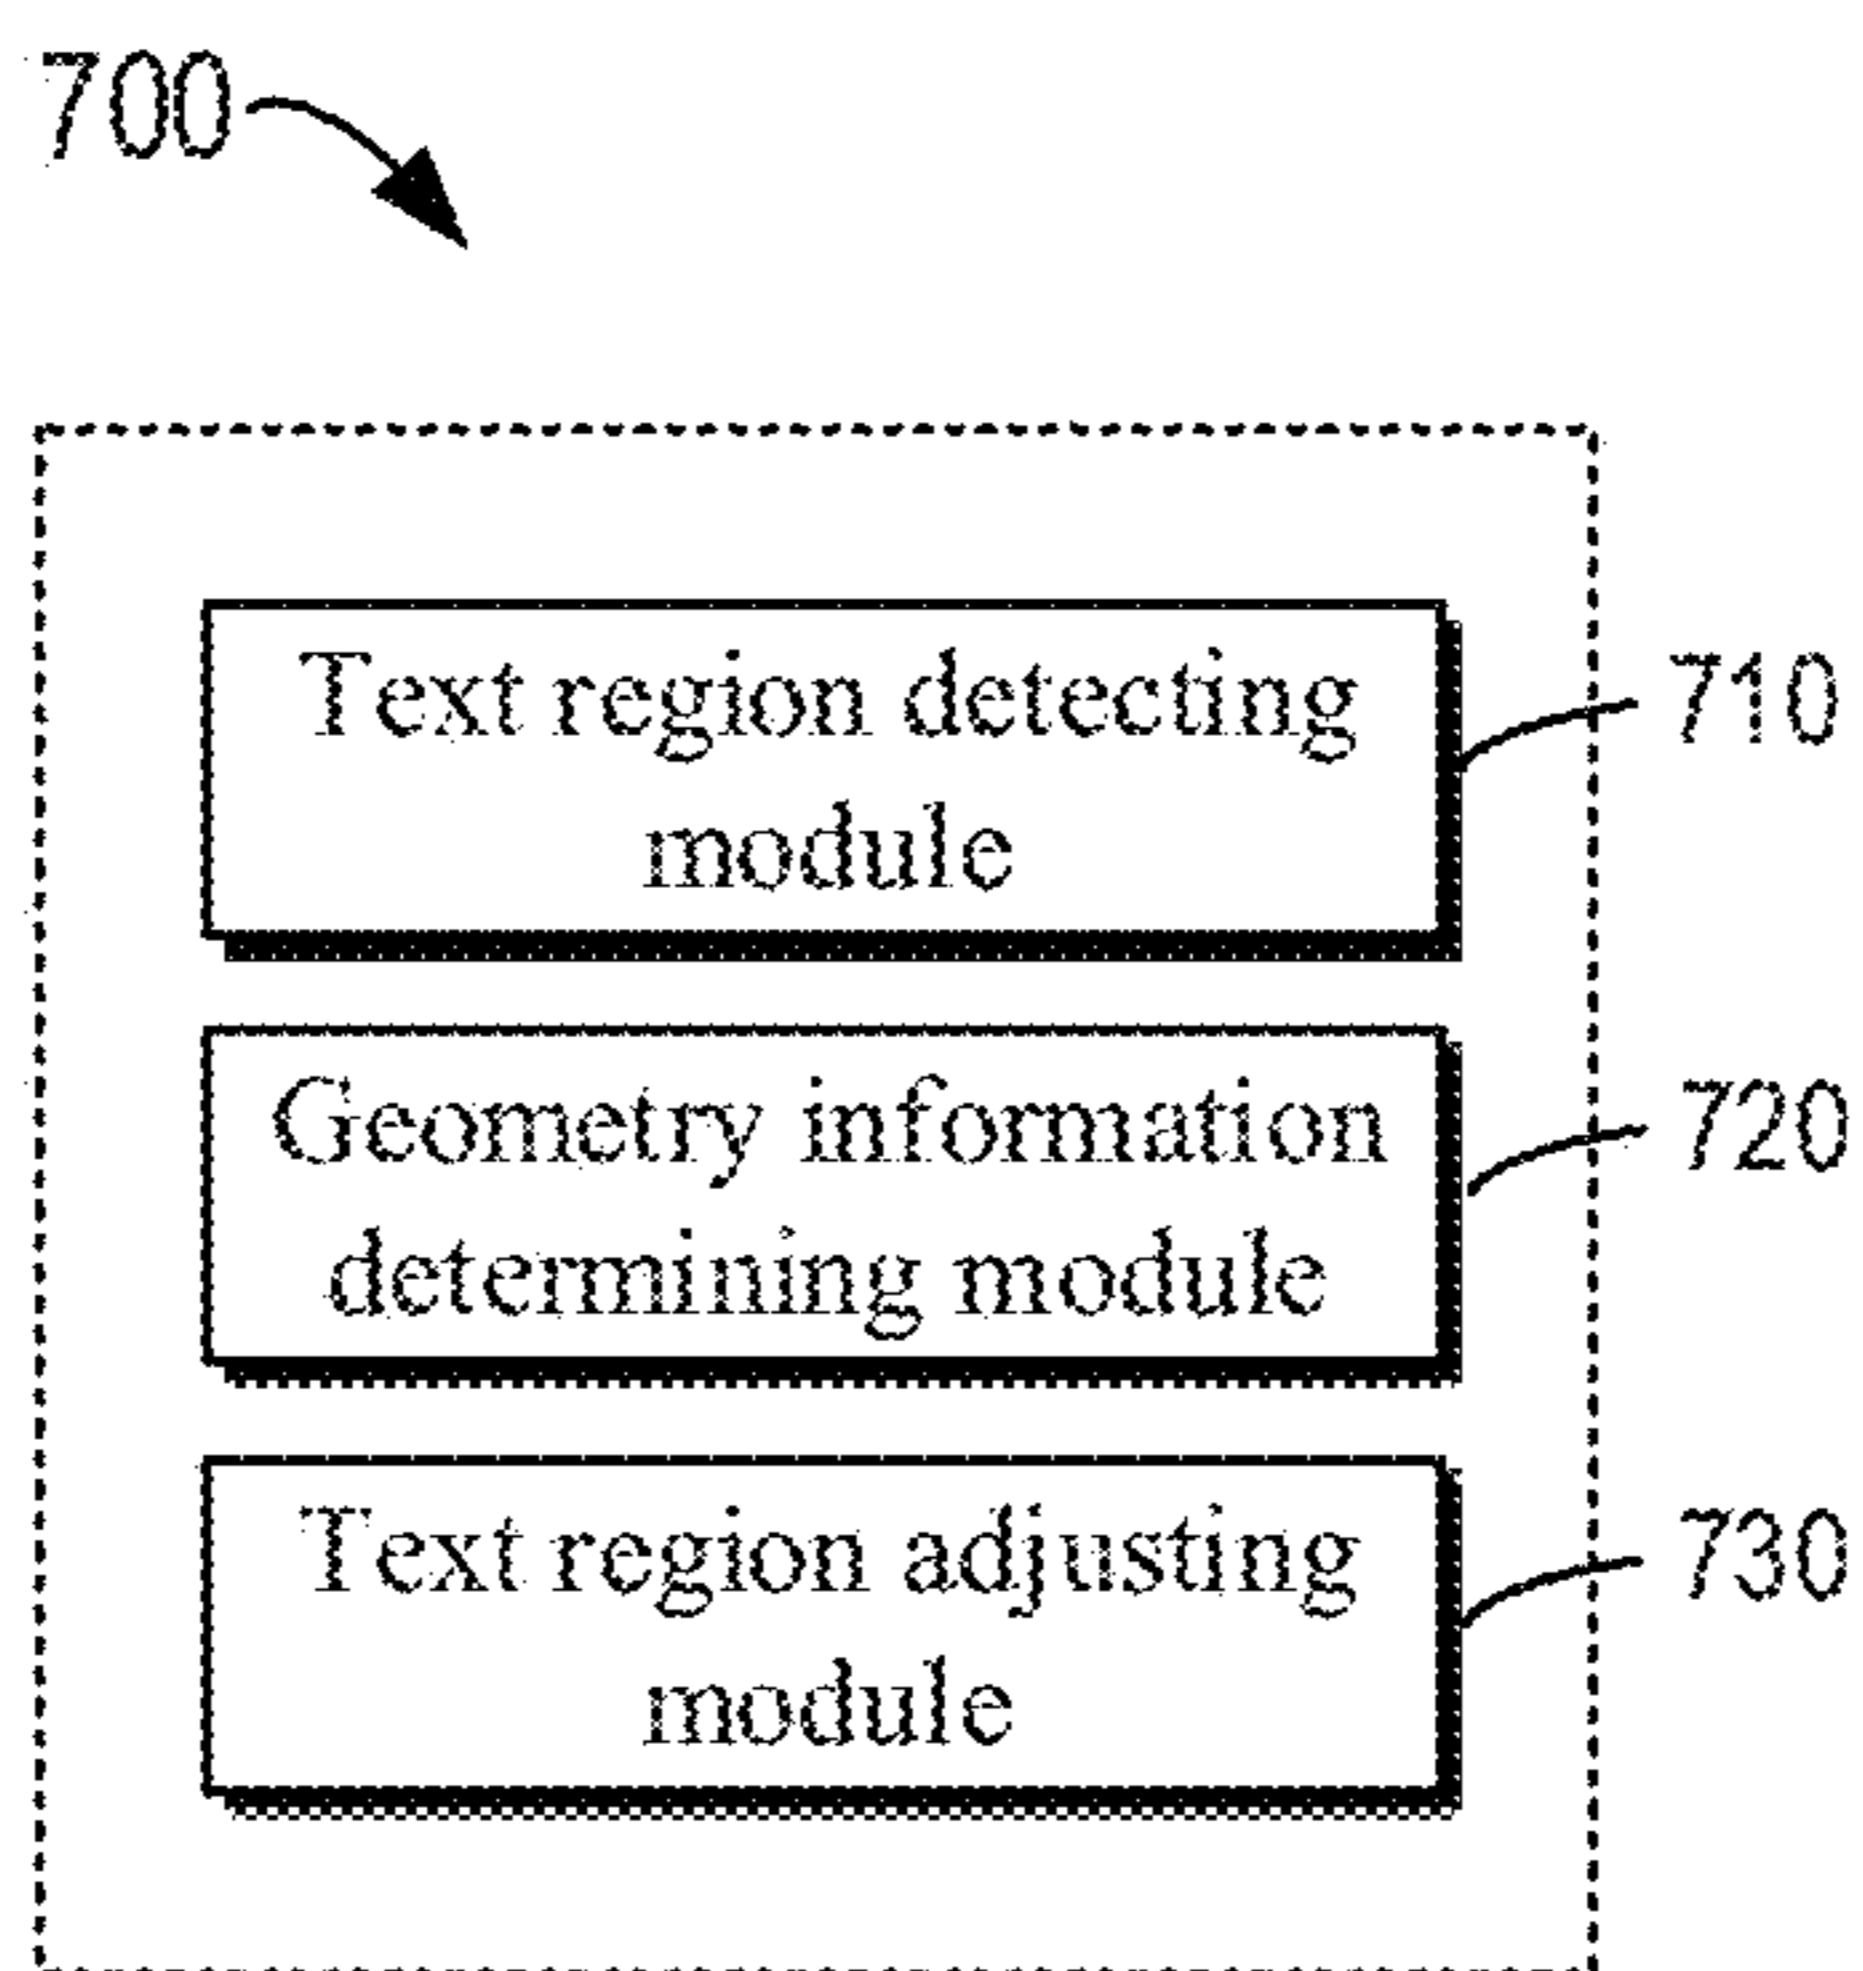 700
Text region detecting
module
710
Geometry information
determining module
720
Text region adjusting
module
730